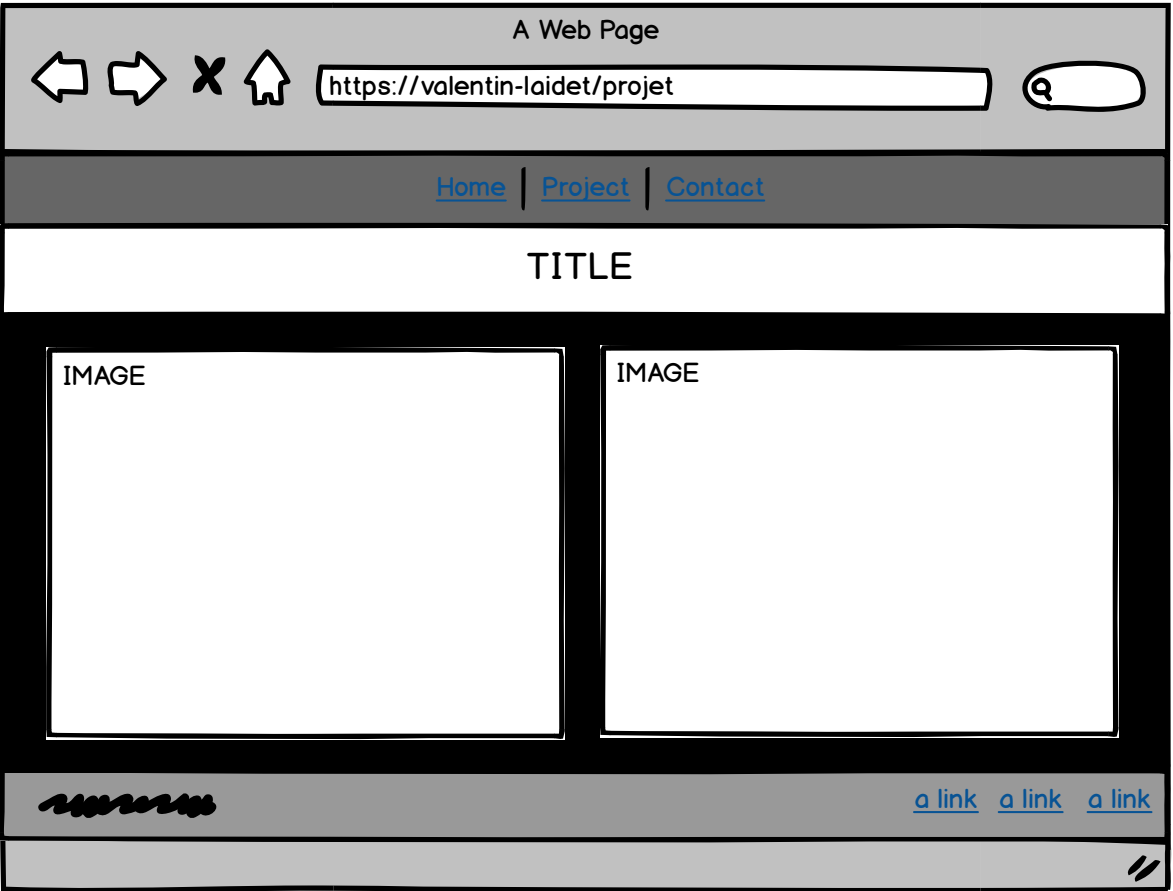 A Web Page
https://valentin-laidet/projet
Home Project Contact
TITLE
IMAGE IMAGE
a link a link a link